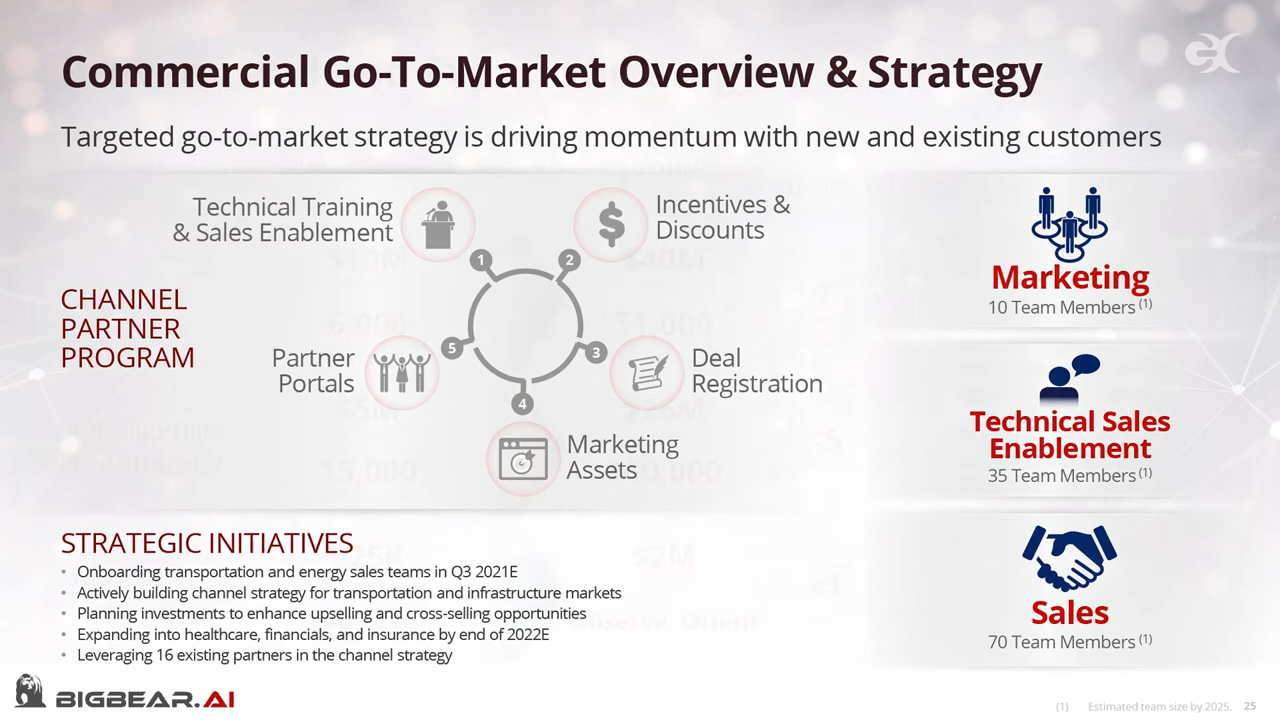 Commercial Go-To-Market Overview & Strategy
Targeted go-to-market strategy is driving momentum with new and existing customers
CHANNEL
PARTNER
PROGRAM
Technical Training
& Sales Enablement
1
Incentives &
Discounts
2
Deal
Registration
3
Marketing
Assets
4
Partner
Portals
5
STRATEGIC INITIATIVES
• Onboarding transportation and energy sales teams in Q3 2021E
• Actively building channel strategy for transportation and infrastructure markets
• Planning investments to enhance upselling and cross-selling opportunities
• Expanding into healthcare, financials, and insurance by end of 2022E
• Leveraging 16 existing partners in the channel strategy
Marketing
10 Team Members (1)
Technical Sales
Enablement
35 Team Members (1)
Sales
70 Team Members (1)
BIGBEAR.AI
(1) Estimated team size by 2025. 25